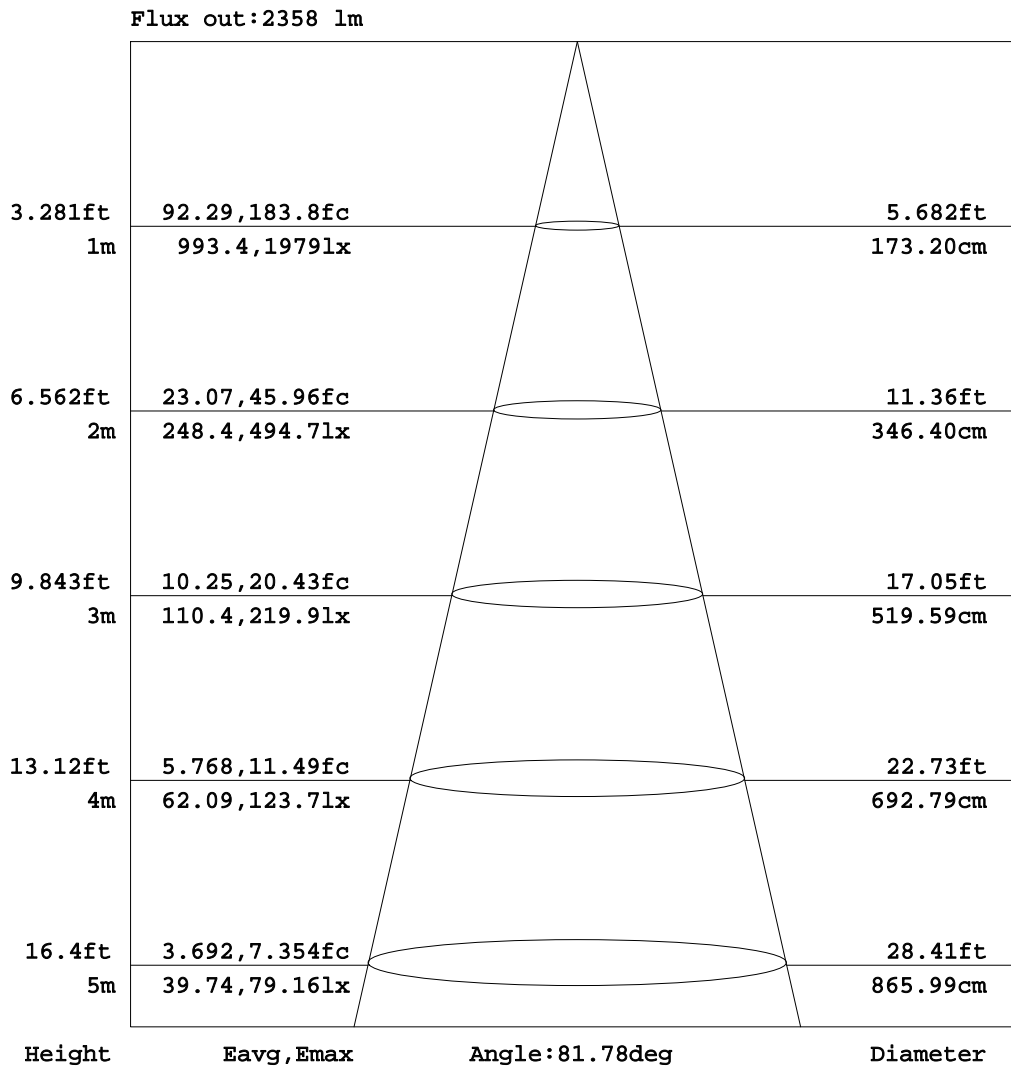 Flux out:2358 lm
3.281ft 92.29,183.8fc 5.682ft
1m 993.4,1979lx 173.20cm
6.562ft 23.07,45.96fc 11.36ft
2m 248.4,494.7lx 346.40cm
9.843ft 10.25,20.43fc 17.05ft
3m 110.4,219.9lx 519.59cm
13.12ft 5.768,11.49fc 22.73ft
4m 62.09,123.7lx 692.79cm
16.4ft 3.692,7.354fc 28.41ft
5m 39.74,79.16lx 865.99cm
Height Eavg,Emax Angle:81.78deg Diameter